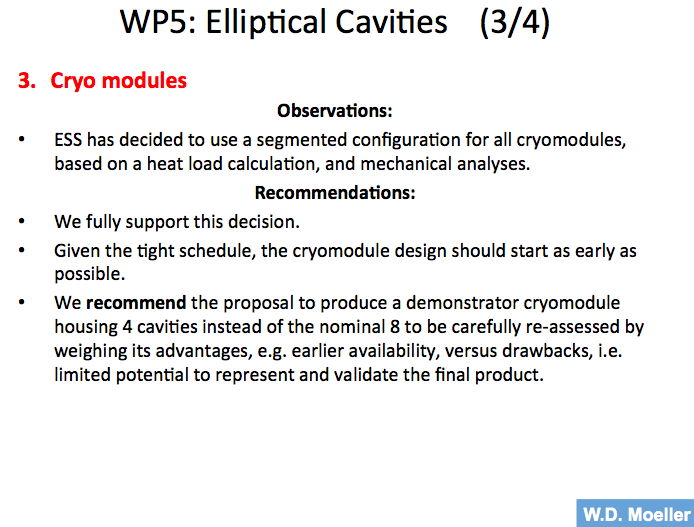 WP5: Elliptical Cavities (3/4)
3. Cryo modules
Observations:
• ESS has decided to use a segmented configuration for all cryomodules,
based on a heat load calculation, and mechanical analyses.
Recommendations:
• We fully support this decision.
• Given the tight schedule, the cryomodule design should start as early as
possible.
• We recommend the proposal to produce a demonstrator cryomodule
housing 4 cavities instead of the nominal 8 to be carefully re-assessed by
weighing its advantages, e.g. earlier availability, versus drawbacks, i.e.
limited potential to represent and validate the final product.
W.D. Moeller